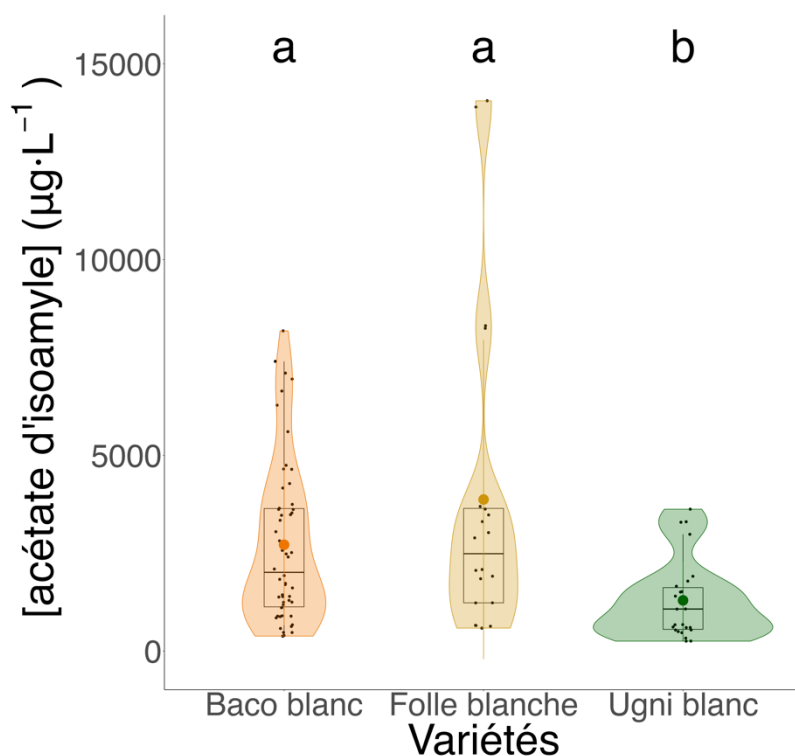 a a b
[acétate d'isoamyle] (µg·L⁻¹ )
15000
10000
5000
0
Baco blanc Folle blanche Ugni blanc
Variétés